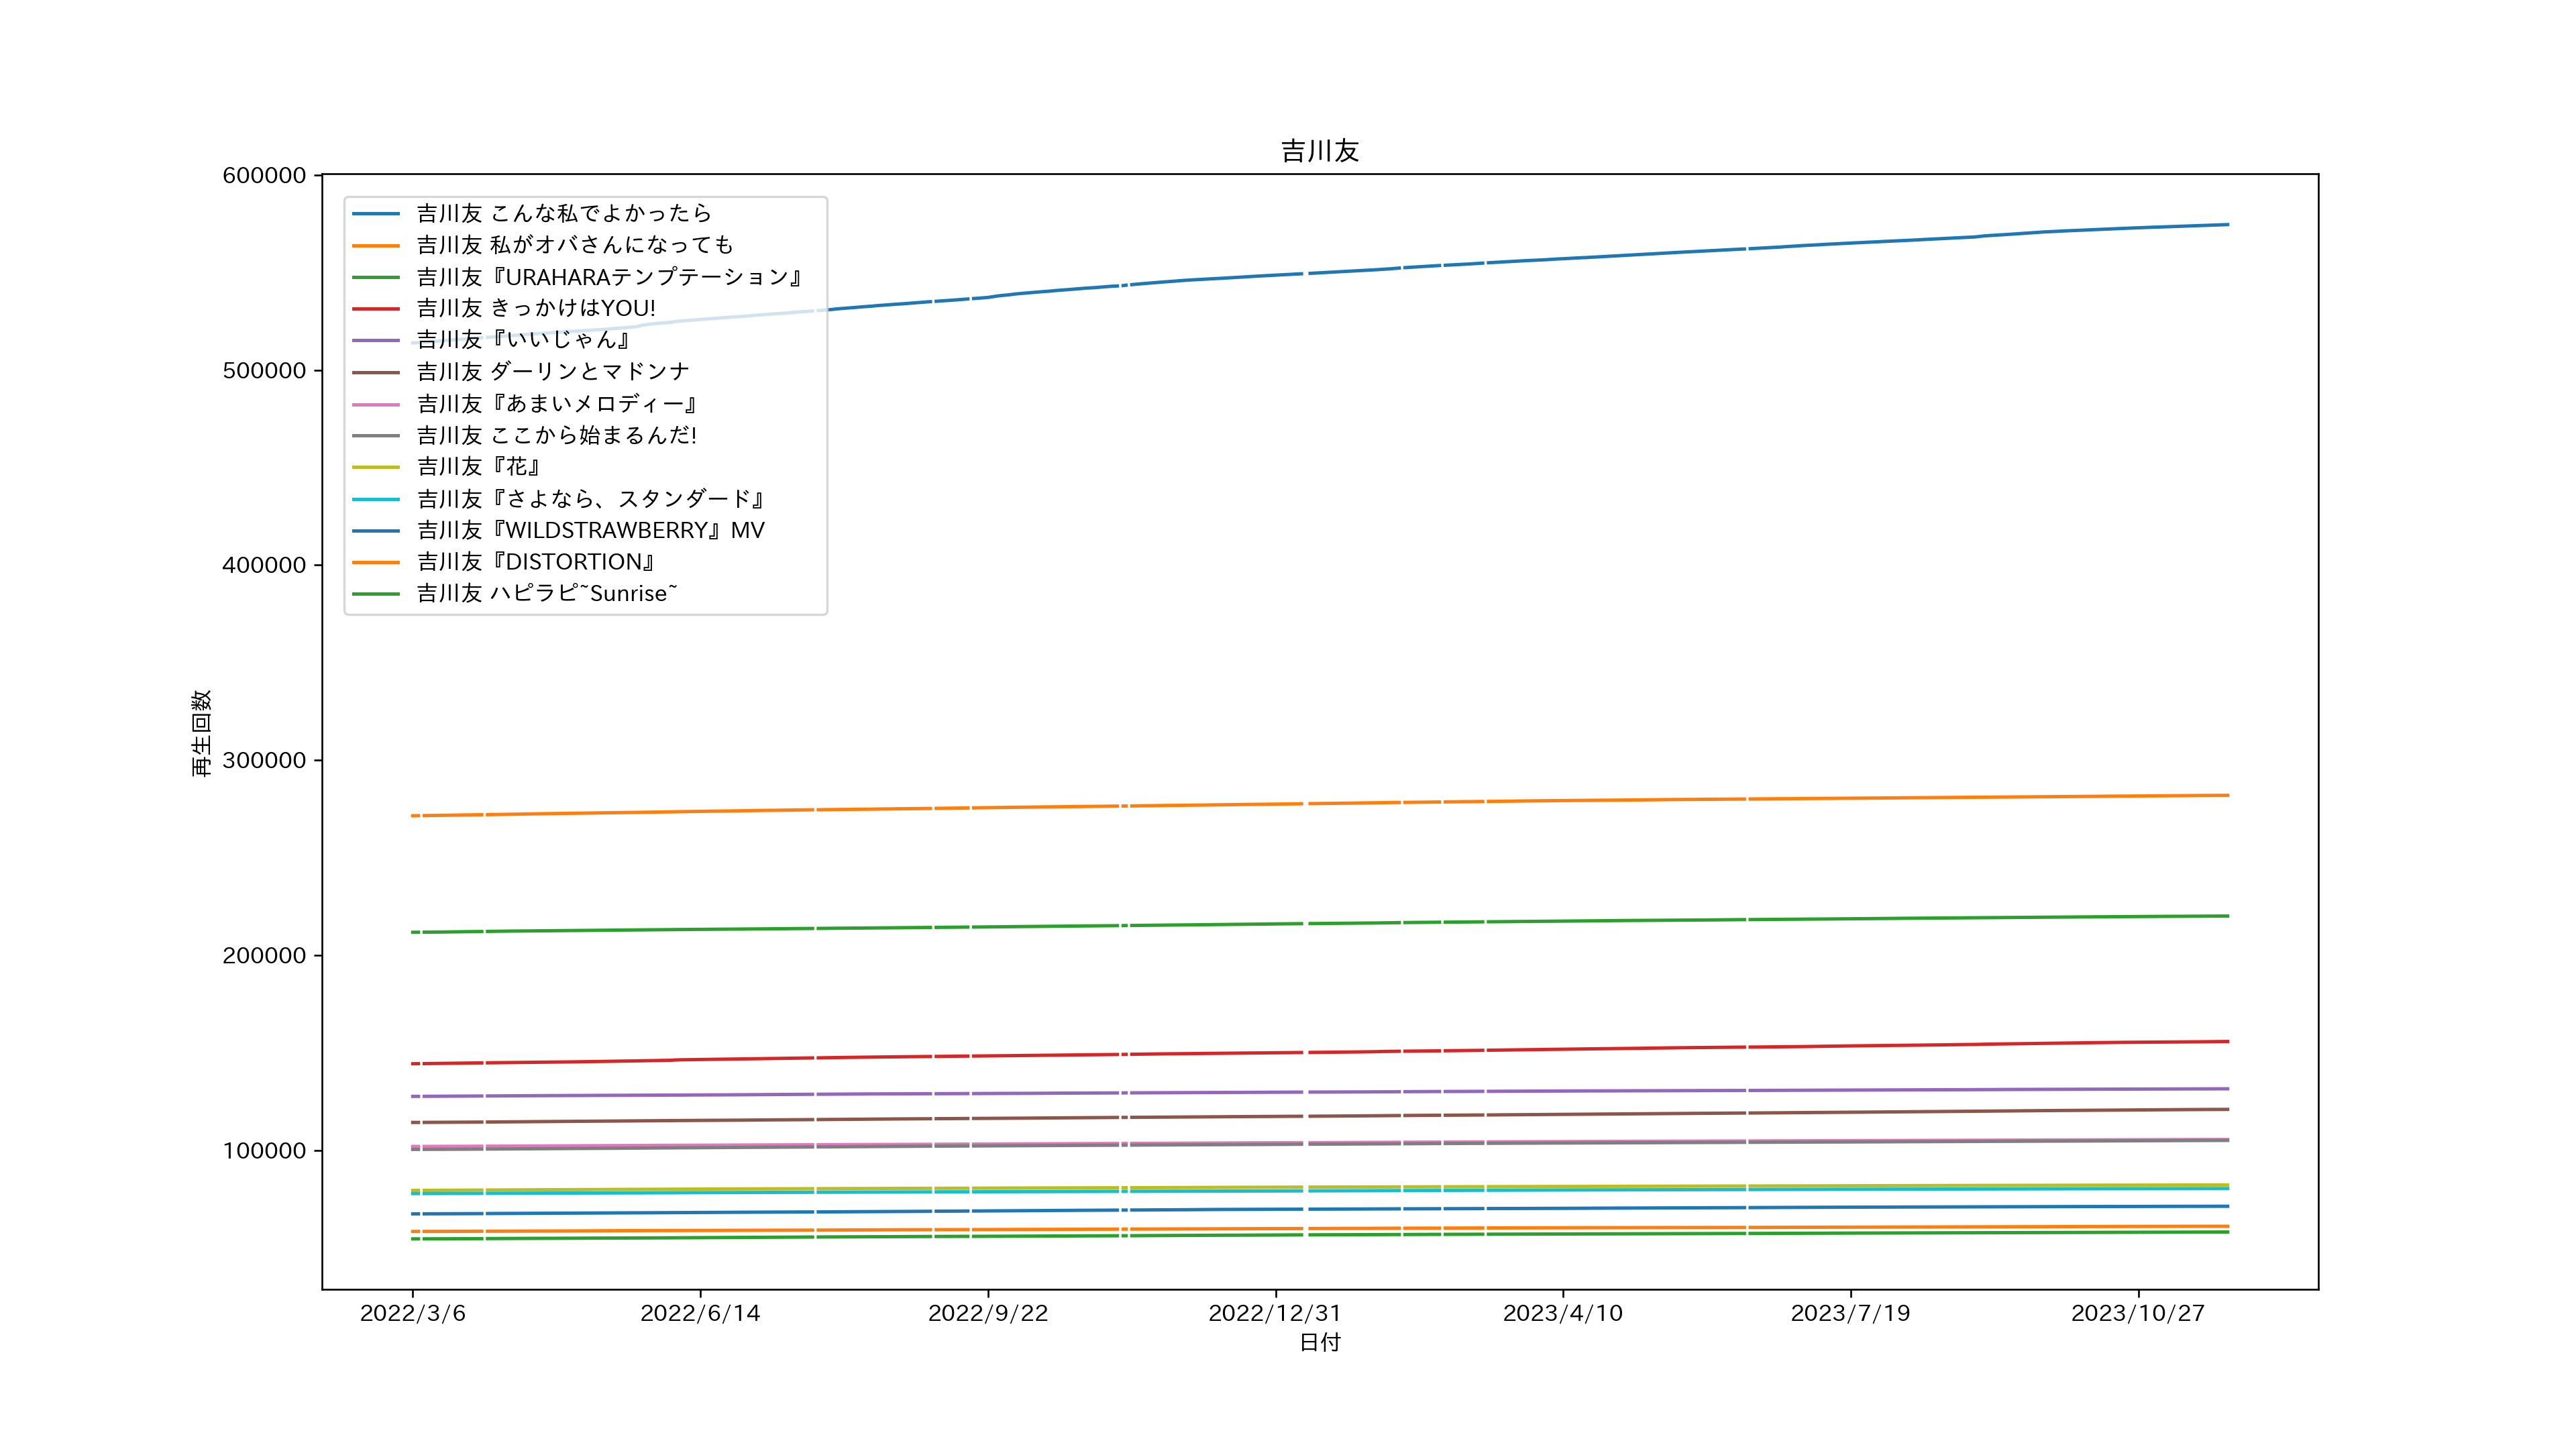 吉川友
600000
500000
400000
300000
200000
100000
再生回数
吉川友 こんな私でよかったら
吉川友 私がオバさんになっても
吉川友『URAHARAテンプテーション』
吉川友 きっかけはYOU!
吉川友『いいじゃん』
吉川友 ダーリンとマドンナ
吉川友『あまいメロディー』
吉川友 ここから始まるんだ!
吉川友『花』
吉川友『さよなら、スタンダード』
吉川友『WILDSTRAWBERRY』MV
吉川友『DISTORTION』
吉川友 ハピラピ~Sunrise~
2022/3/6 2022/6/14 2022/9/22 2022/12/31 2023/4/10 2023/7/19 2023/10/27
日付